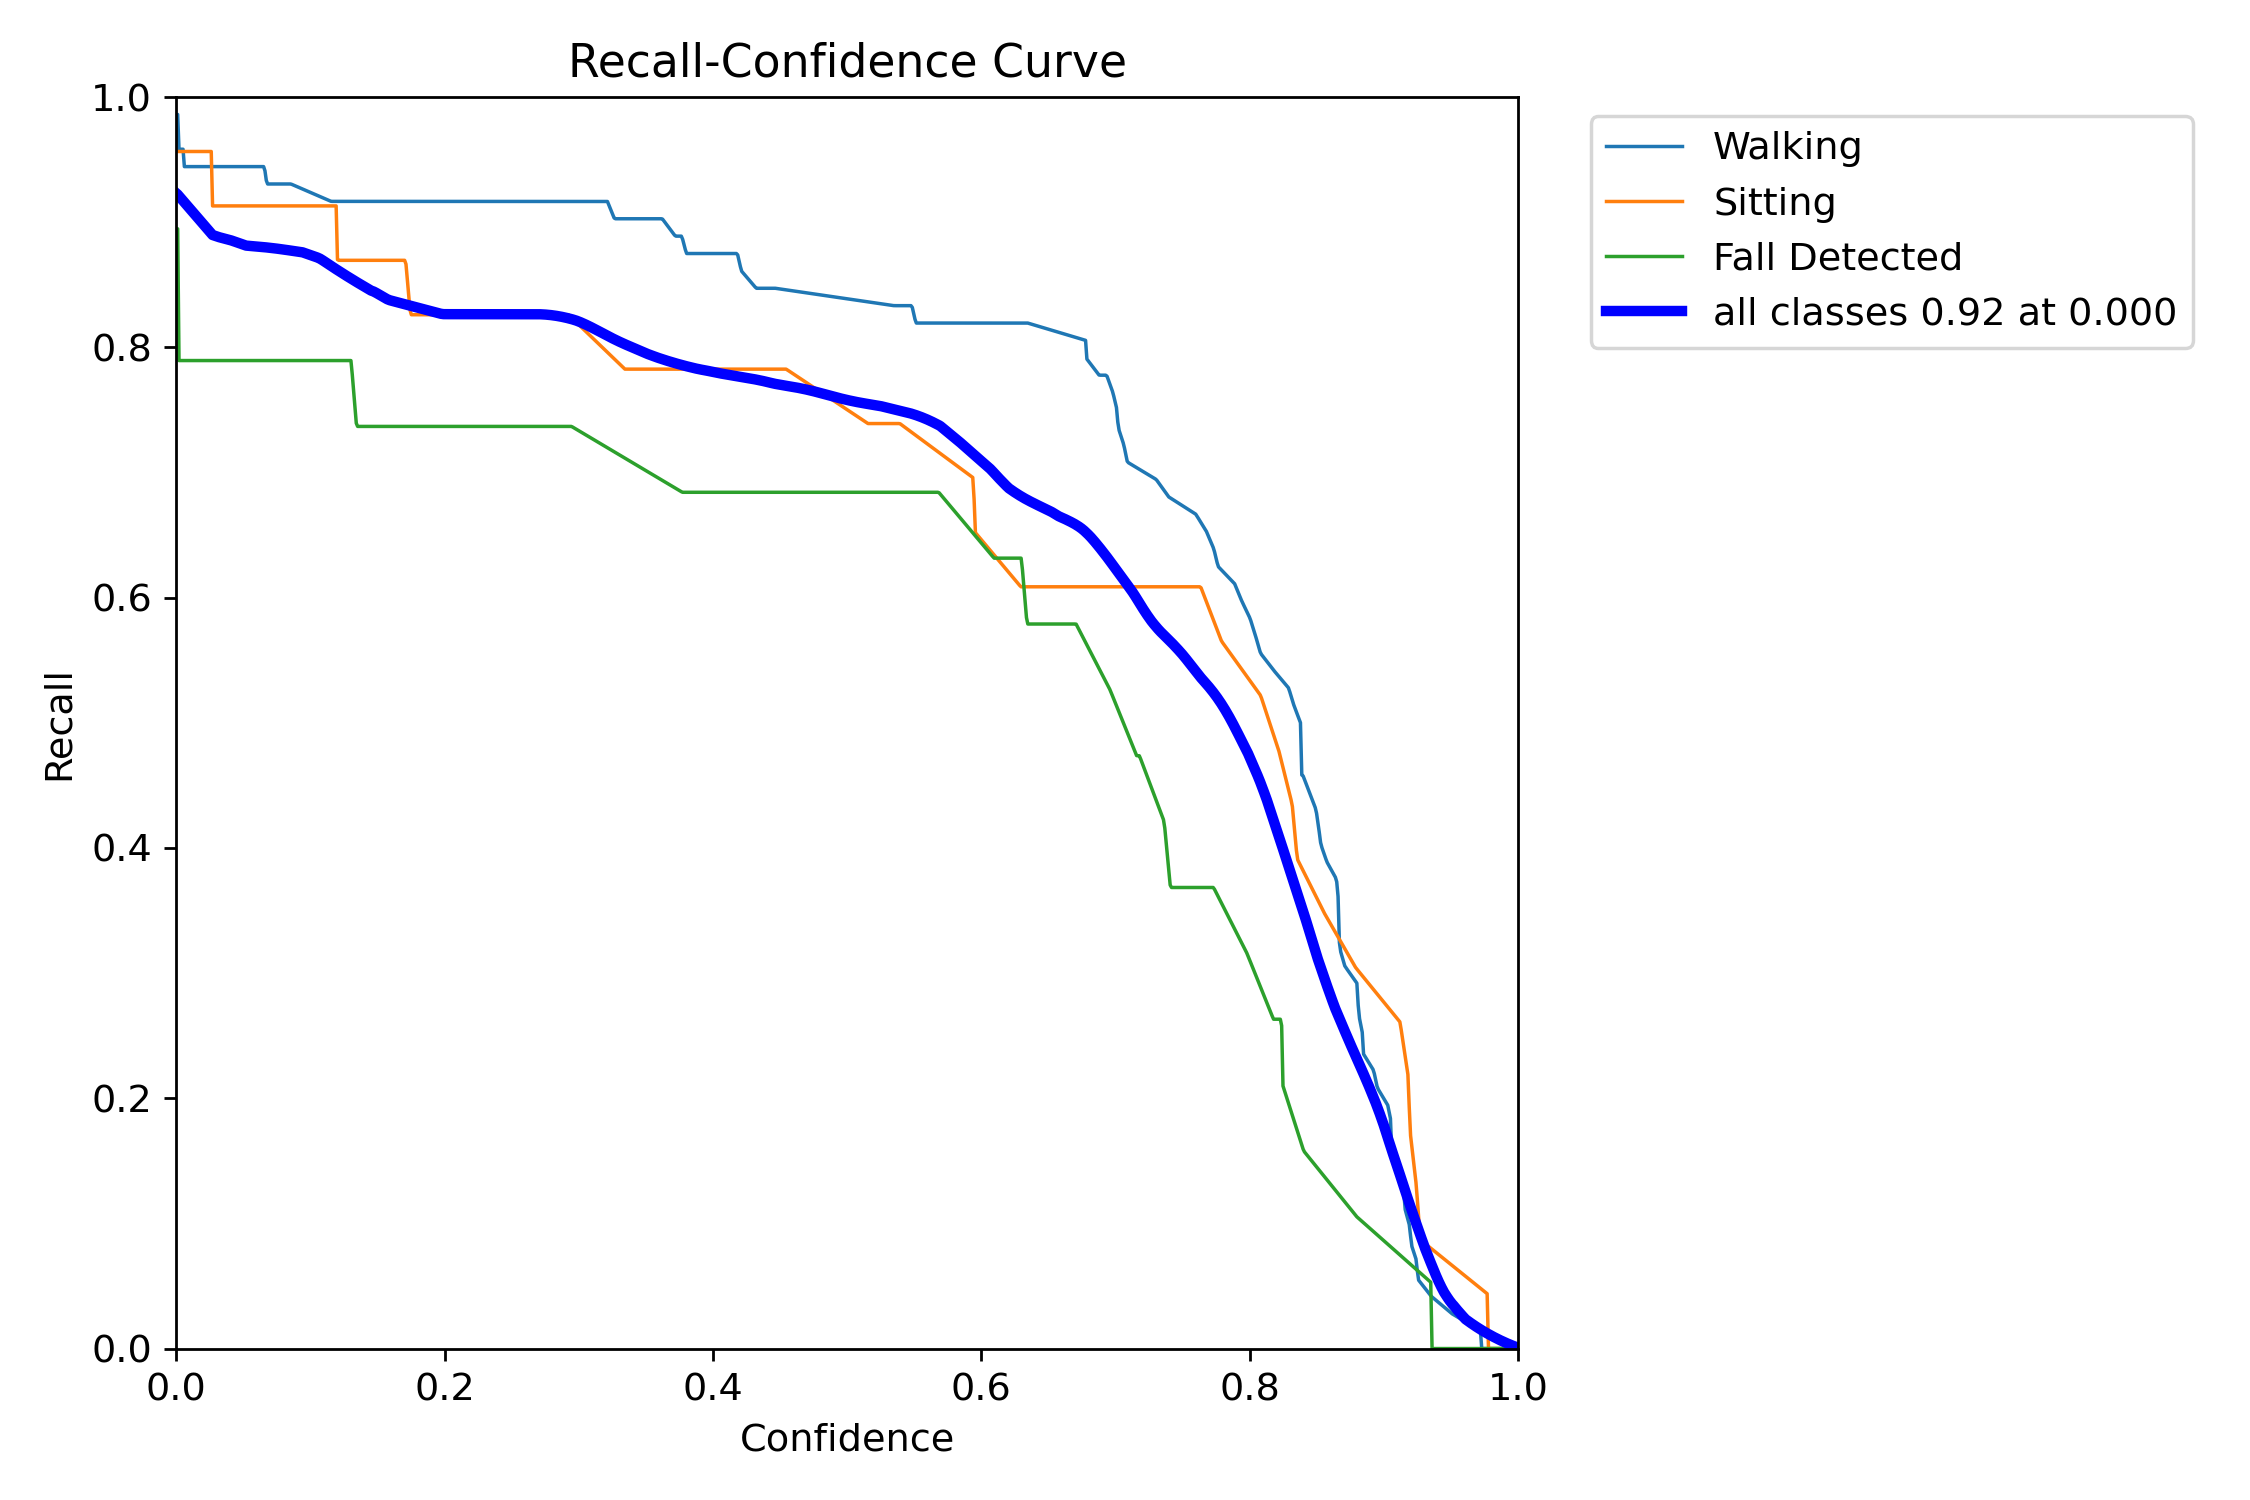 Recall-Confidence Curve
1.0
0.8
0.6
0.4
0.2
0.0
Recall
0.0 0.2 0.4 0.6 0.8 1.0
Confidence
Walking
Sitting
Fall Detected
all classes 0.92 at 0.000